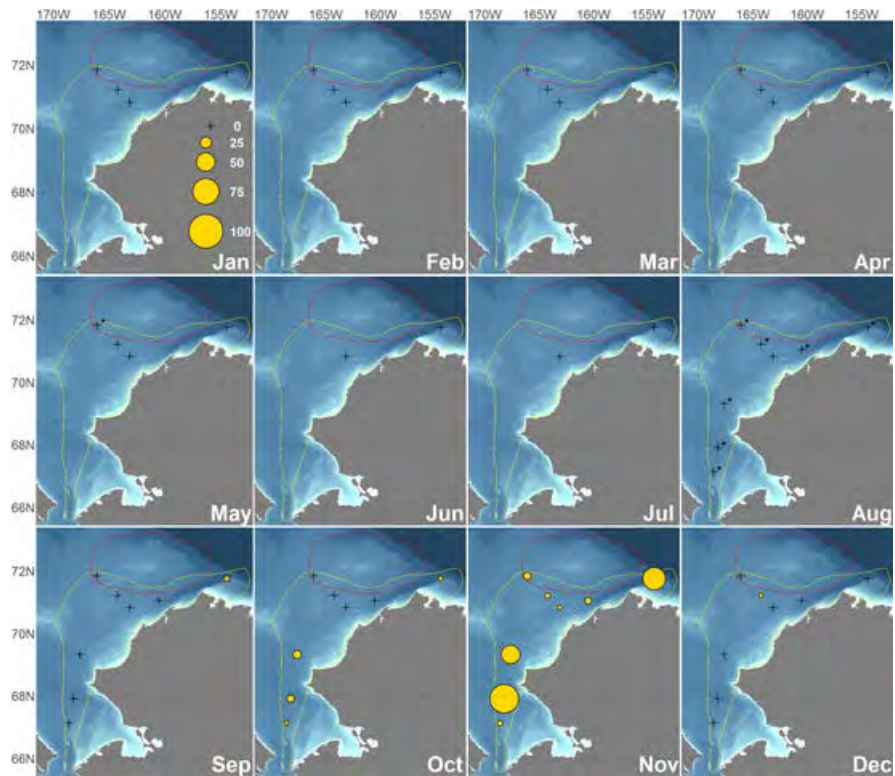 170W 165W 160W 155W 170W 165W 160W 155W 170W 165W 160W 155W 170W 165W 160W 155W
72N
70N
68N
66N
0
25
50
75
100
Jan Feb Mar Apr
72N
70N
68N
66N
May Jun Jul Aug
72N
70N
68N
66N
Sep Oct Nov Dec